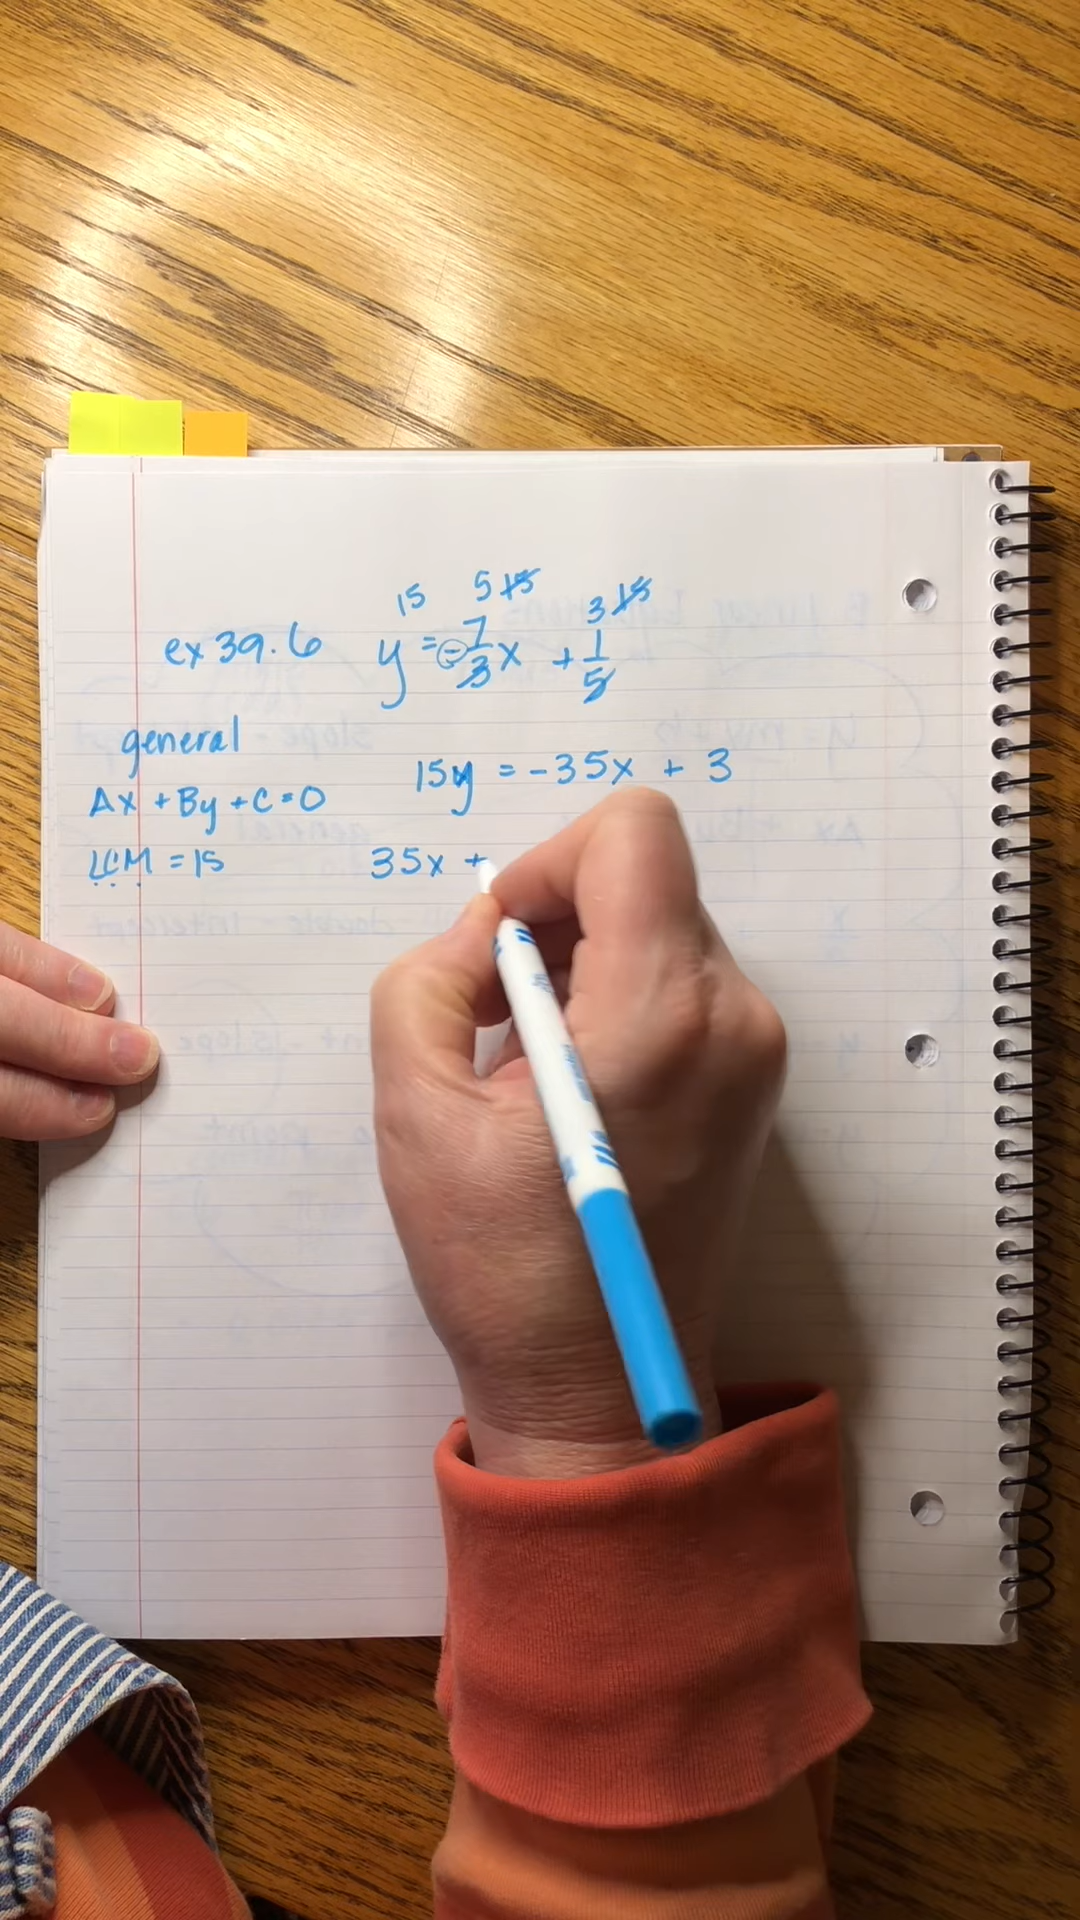 15 5 15 3 15
ex 39.6 y = -7/3x + 1/5
general
15y = -35x + 3
Ax + By + C = 0
LCM = 15 35x +